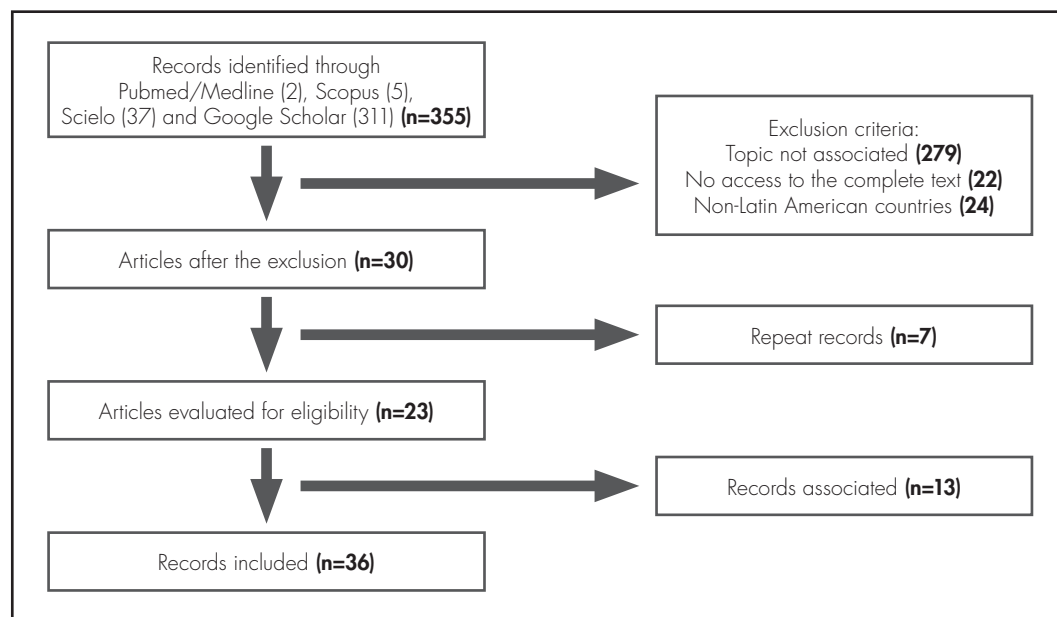 Records identified through
Pubmed/Medline (2), Scopus (5),
Scielo (37) and Google Scholar (311) (n=355)
Exclusion criteria:
Topic not associated (279)
No access to the complete text (22)
Non-Latin American countries (24)
Articles after the exclusion (n=30)
Repeat records (n=7)
Articles evaluated for eligibility (n=23)
Records associated (n=13)
Records included (n=36)